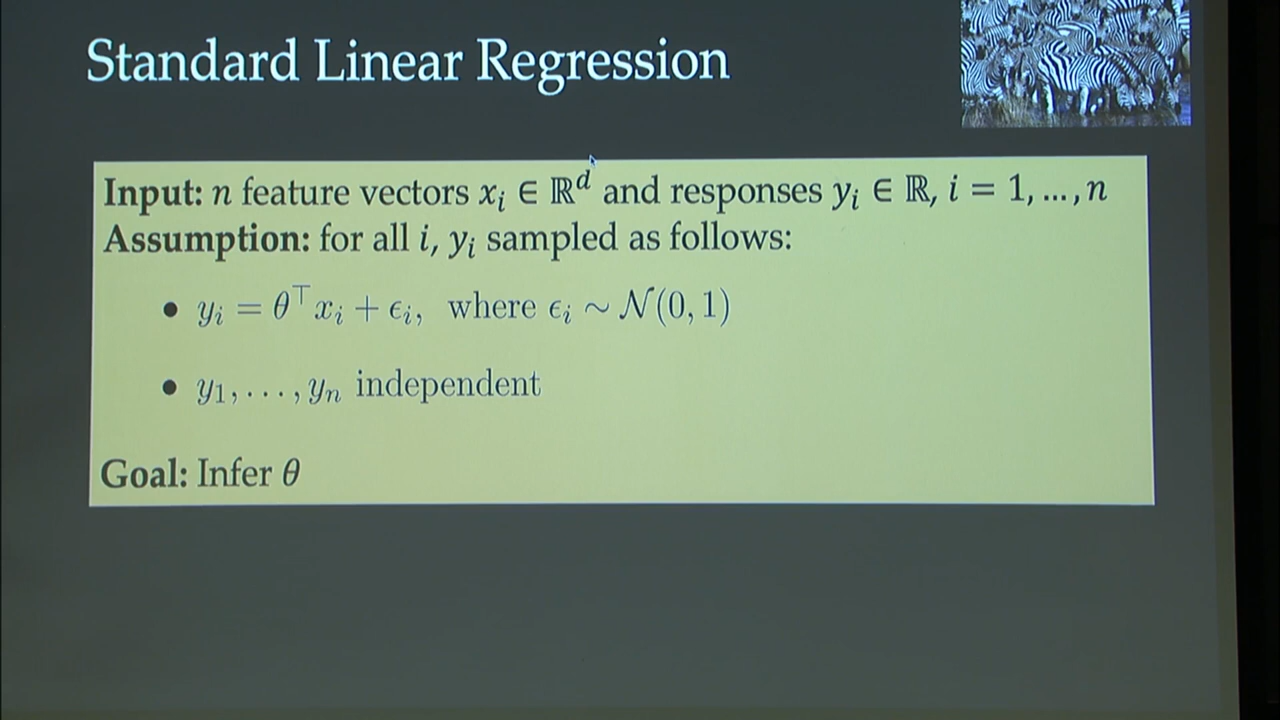 Standard Linear Regression
Input: n feature vectors xᵢ ∈ ℝᵈ and responses yᵢ ∈ ℝ, i = 1, ..., n
Assumption: for all i, yᵢ sampled as follows:
• yᵢ = θ⊤xᵢ + ϵᵢ, where ϵᵢ ∼ 𝒩(0, 1)
• y₁, . . . , yₙ independent
Goal: Infer θ